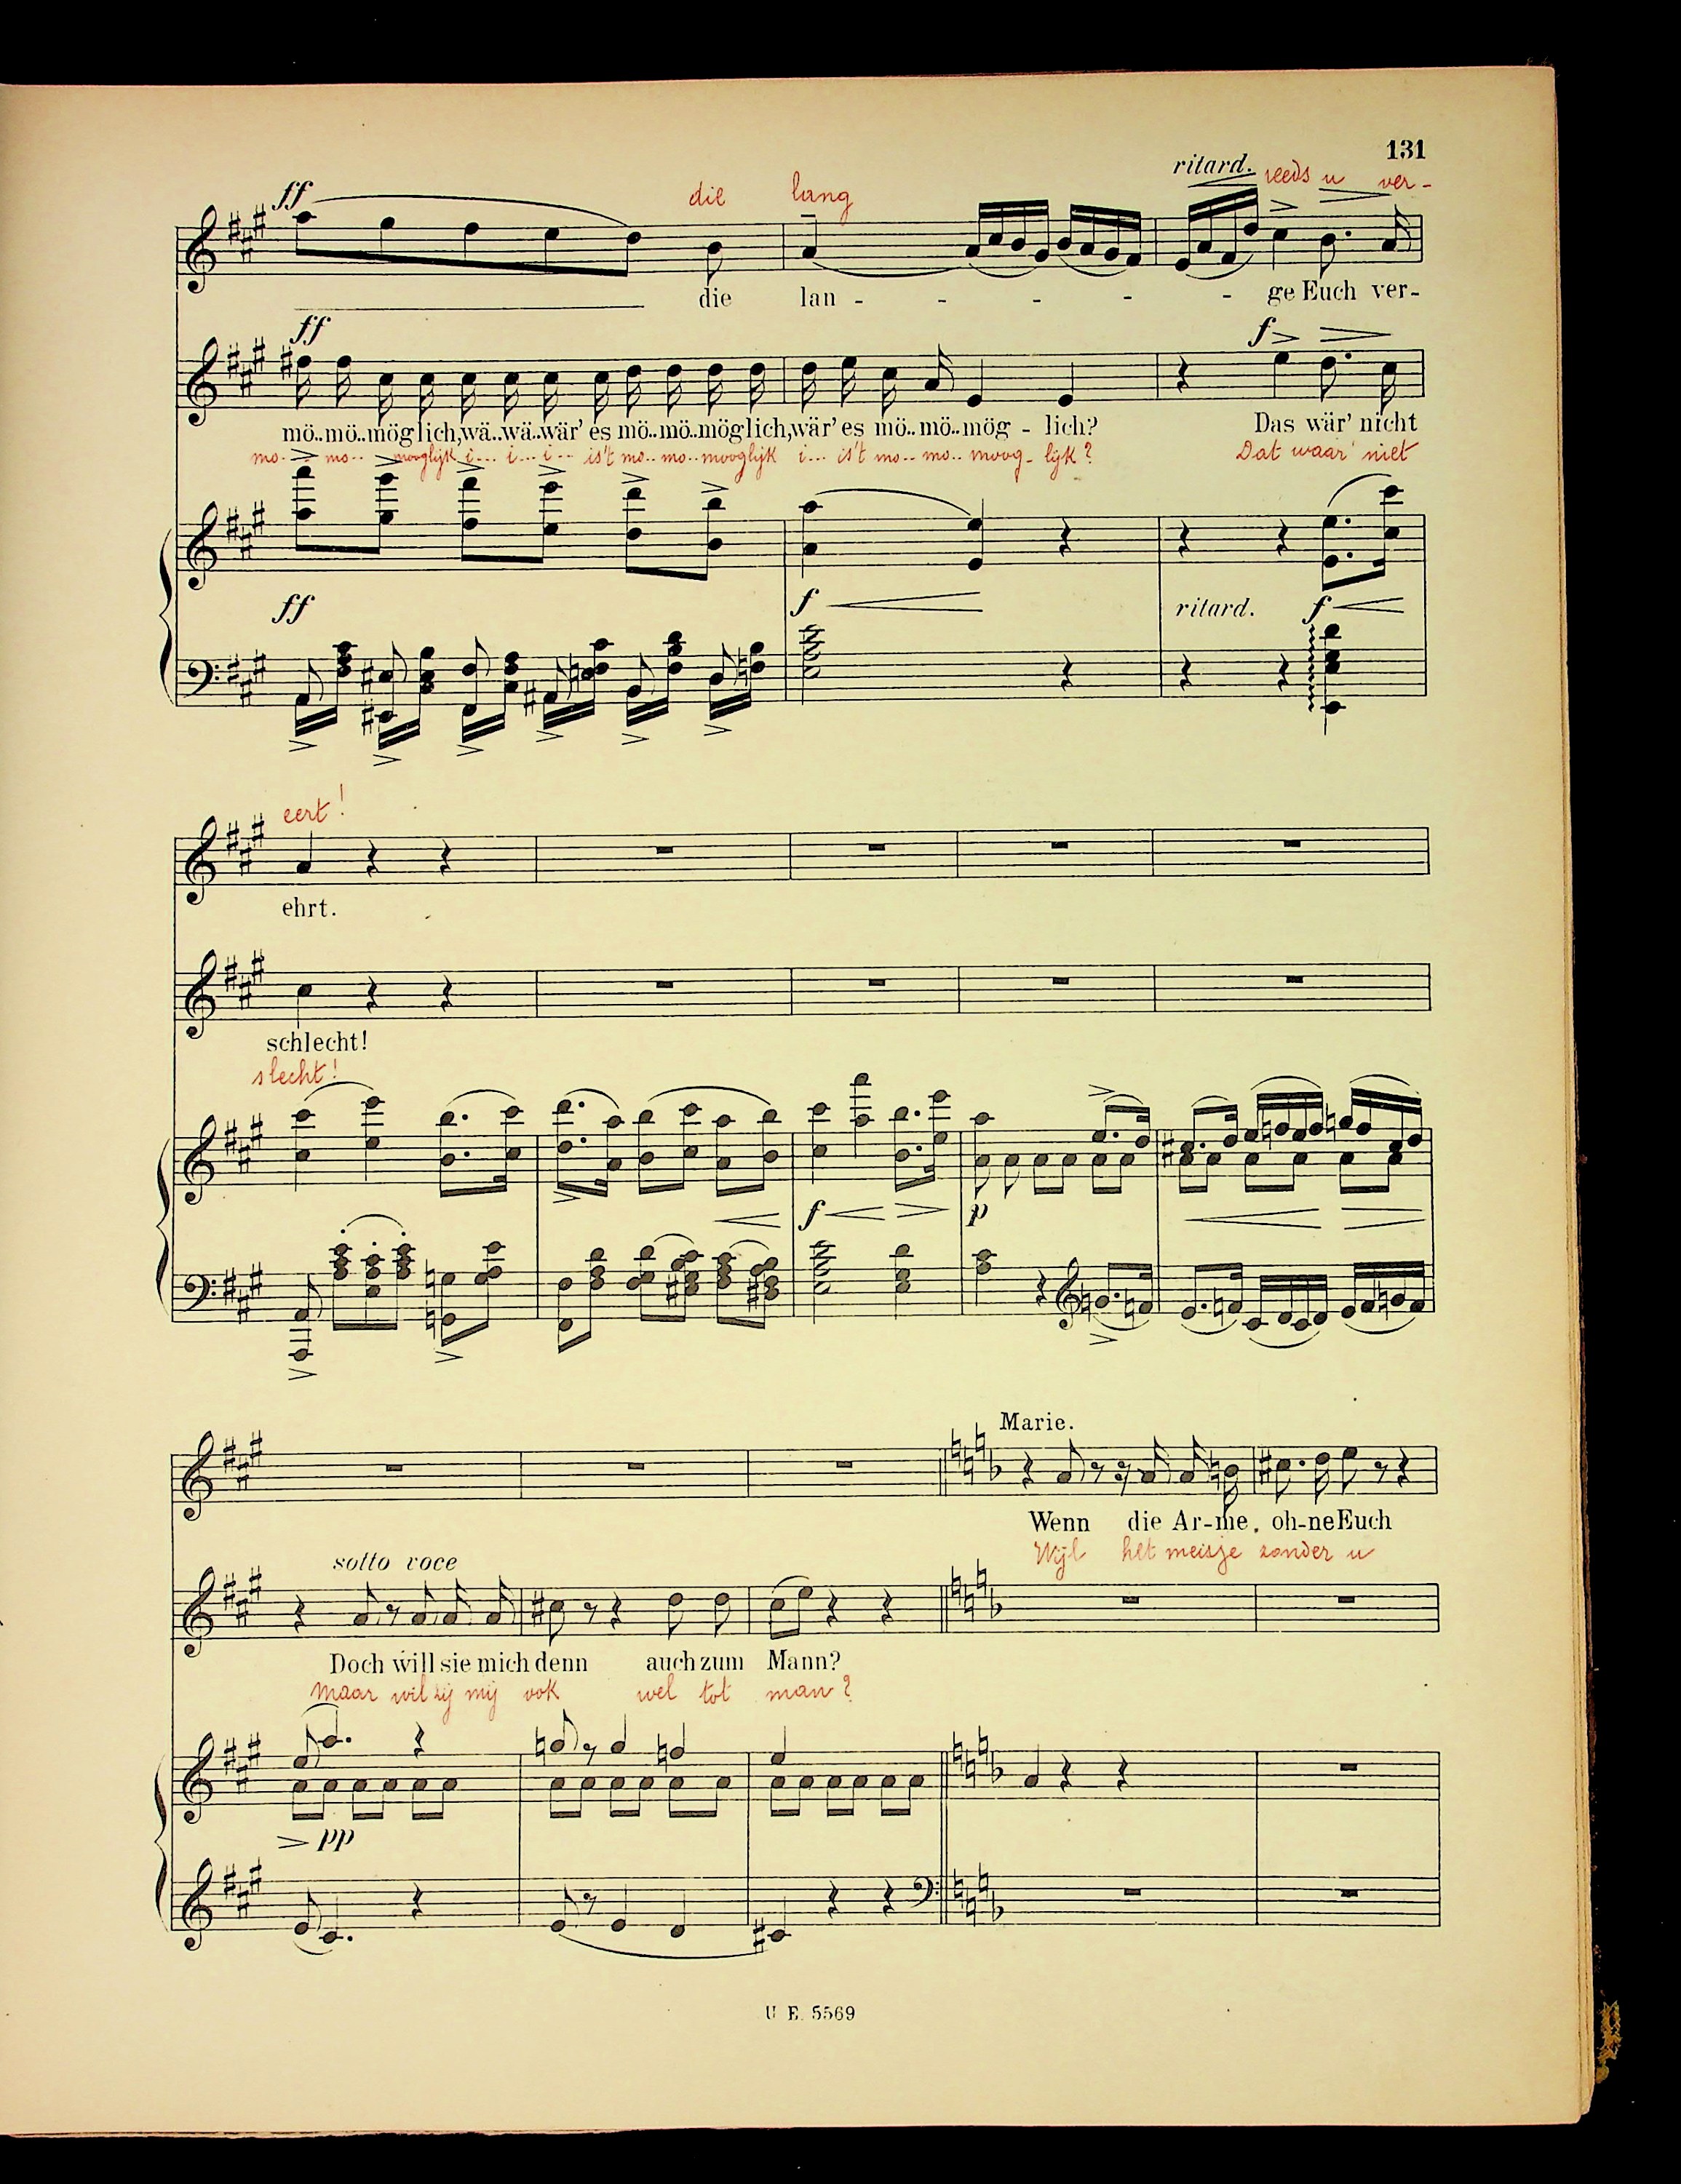 131
ritard.
ff die lang reeds u ver-
die lan - - - - - ge Euch ver-
ff f
mö..mö..möglich,wä..wä..wär' es mö..mö..möglich,wär' es mö..mö..mög - lich? Das wär' nicht
mo... mo... mooglijk i... i... i... is't mo.. mo.. mooglijk i... is't mo.. mo.. moog- lijk? Dat waar' niet
ff f ritard. f
eert!
ehrt.
schlecht!
slecht!
f p
Marie.
Wenn die Ar-me, oh-ne Euch
Wijl het meisje zonder u
sotto voce
Doch will sie mich denn auch zum Mann?
Maar wil zij mij ook wel tot man?
pp
U. E. 5569